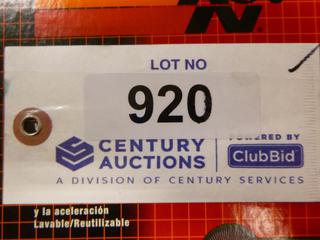 LOT NO
920
CENTURY
AUCTIONS
POWERED BY
ClubBid
A DIVISION OF CENTURY SERVICES
y la aceleración
Lavable/Reutilizable